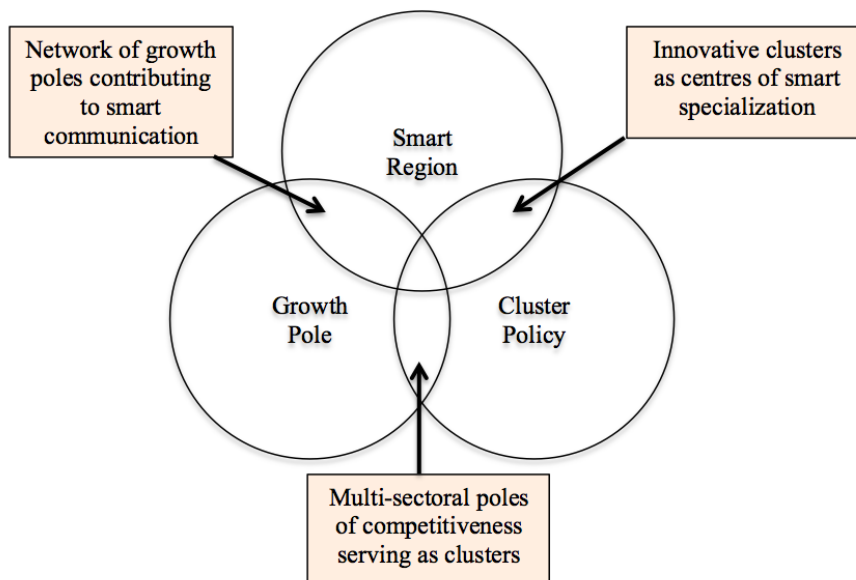 Network of growth
poles contributing
to smart
communication
Innovative clusters
as centres of smart
specialization
Smart
Region
Growth
Pole
Cluster
Policy
Multi-sectoral poles
of competitiveness
serving as clusters